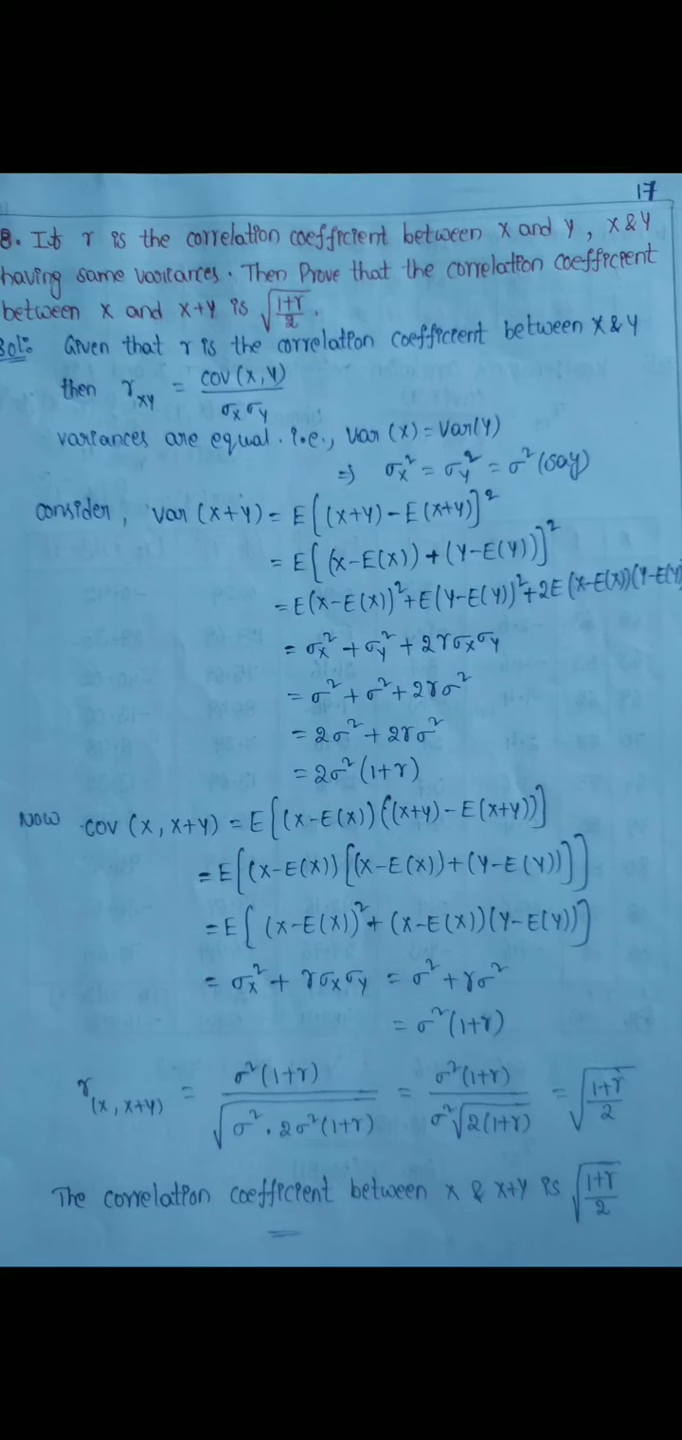 17
8. If r is the correlation coefficient between X and Y, X & Y
having same variances. Then Prove that the correlation coefficient
between X and X+Y is √((1+r)/2).
Sol: Given that r is the correlation coefficient between X & Y
then r_XY = cov(X,Y)/(σ_X σ_Y)
variances are equal. i.e., Var(X) = Var(Y)
⇒ σ_X² = σ_Y² = σ² (say)
consider, Var(X+Y) = E[(X+Y) - E(X+Y)]²
= E[(X-E(X)) + (Y-E(Y))]²
= E(X-E(X))² + E(Y-E(Y))² + 2E(X-E(X))(Y-E(Y)
= σ_X² + σ_Y² + 2rσ_Xσ_Y
= σ² + σ² + 2rσ²
= 2σ² + 2rσ²
= 2σ²(1+r)
Now cov(X, X+Y) = E[(X-E(X))((X+Y) - E(X+Y))]
= E[(X-E(X))[(X-E(X)) + (Y-E(Y))]]
= E[(X-E(X))² + (X-E(X))(Y-E(Y))]
= σ_X² + rσ_Xσ_Y = σ² + rσ²
= σ²(1+r)
r_(X, X+Y) = σ²(1+r)/√(σ² . 2σ²(1+r)) = σ²(1+r)/(σ²√(2(1+r))) = √((1+r)/2)
The correlation coefficient between X & X+Y is √((1+r)/2)